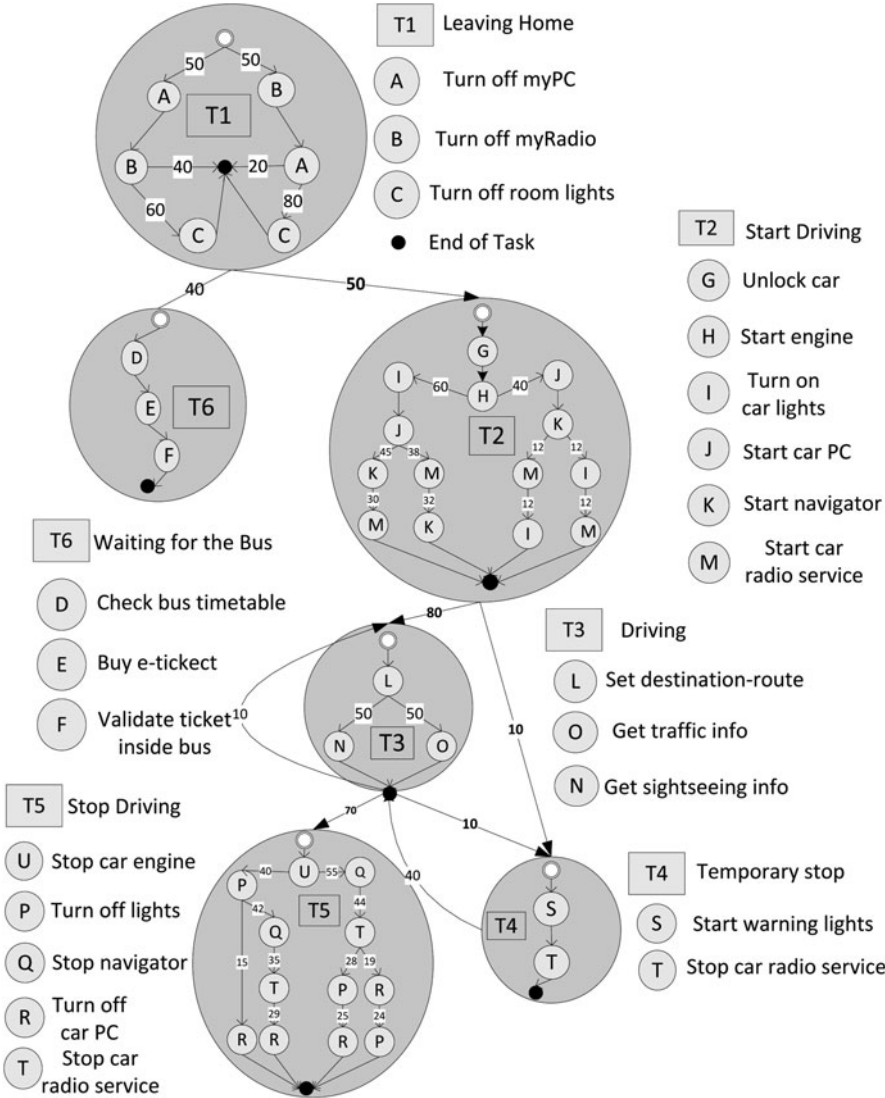 T1 Leaving Home
50 50
A B
A Turn off myPC
T1
B Turn off myRadio
B 40 20 A
60 80
C C
C Turn off room lights
End of Task
40 50
T2 Start Driving
G Unlock car
H Start engine
I Turn on
car lights
J Start car PC
K Start navigator
M Start car
radio service
D
E T6
F
G
I 60 H 40 J
T2
J K
45 38 12 12
K M M I
30 32 12 12
M K I M
T6 Waiting for the Bus
D Check bus timetable
E Buy e-tickect
F Validate ticket
inside bus
80
10
T3 Driving
L Set destination-route
O Get traffic info
N Get sightseeing info
L
10 50 50
N T3 O
70 10
T5 Stop Driving
U Stop car engine
P Turn off lights
Q Stop navigator
R Turn off
car PC
T Stop car
radio service
P 40 U 55 Q 40
42 T5 44
Q T
15 35 28 19
T P R
29 25 24
R R R P
T4 Temporary stop
S Start warning lights
T Stop car radio service
S
T4
T